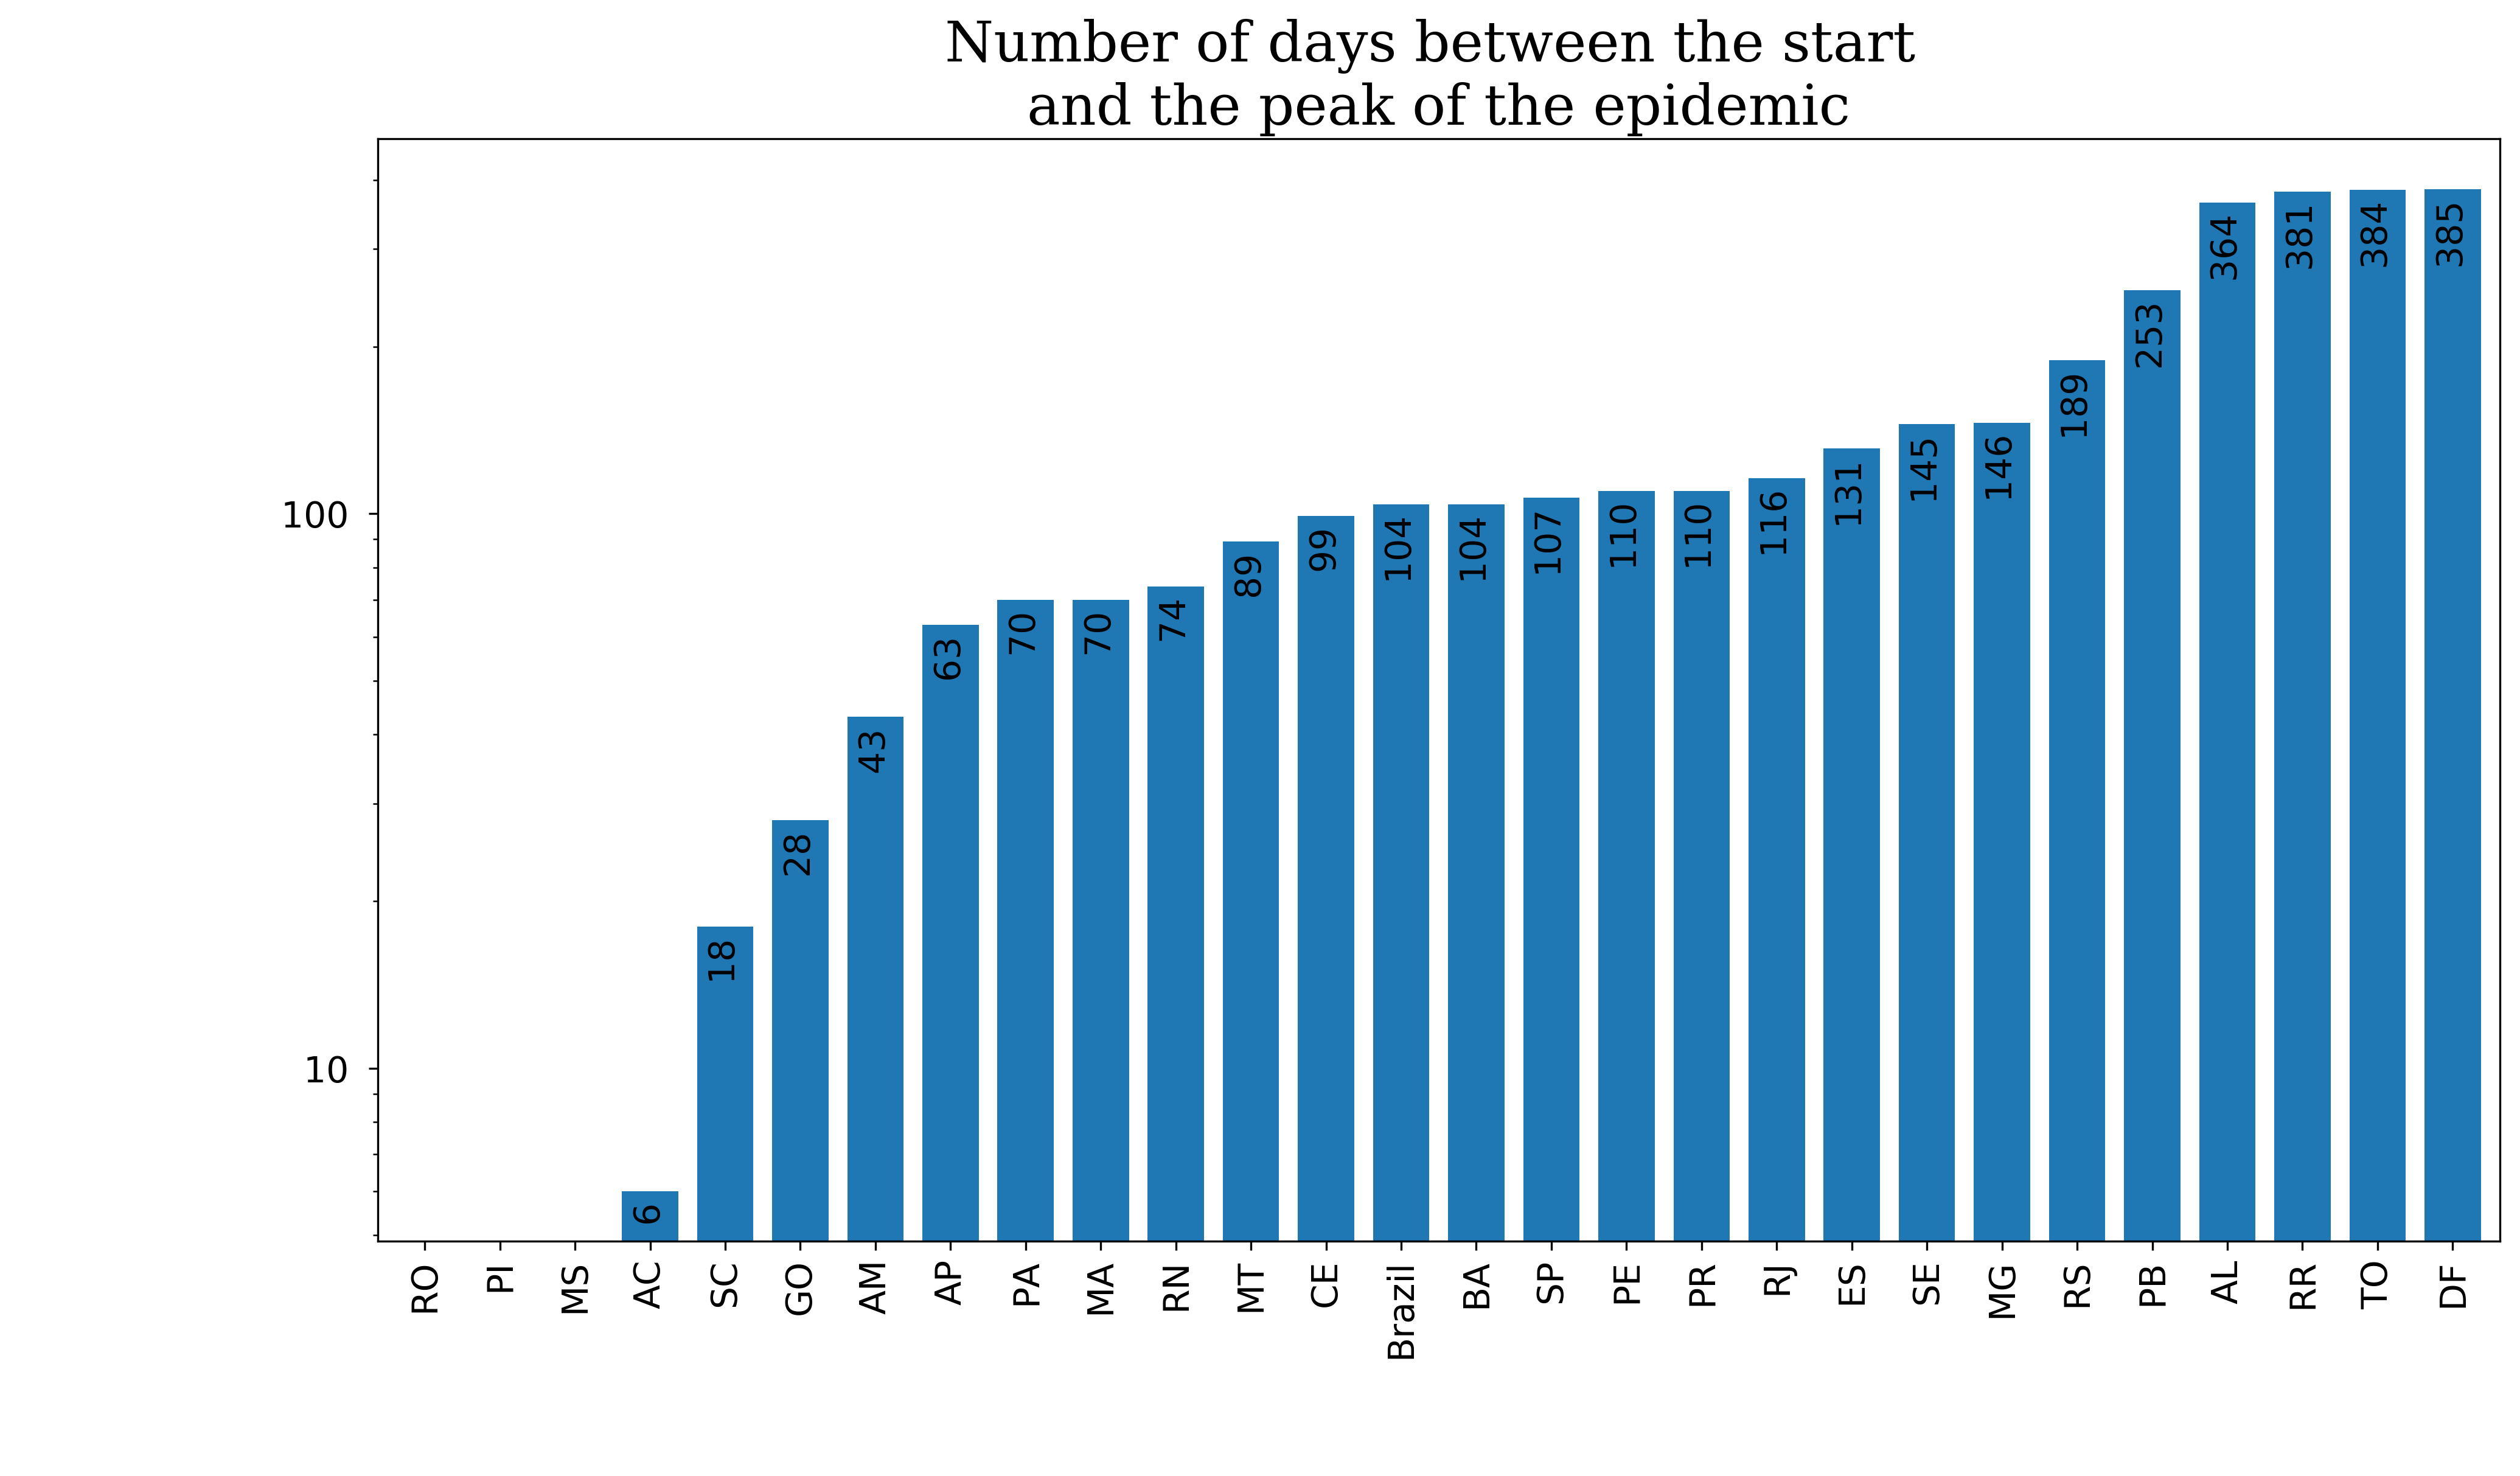 Number of days between the start
and the peak of the epidemic
100
10
6
18
28
43
63
70
70
74
89
99
104
104
107
110
110
116
131
145
146
189
253
364
381
384
385
RO
PI
MS
AC
SC
GO
AM
AP
PA
MA
RN
MT
CE
Brazil
BA
SP
PE
PR
RJ
ES
SE
MG
RS
PB
AL
RR
TO
DF